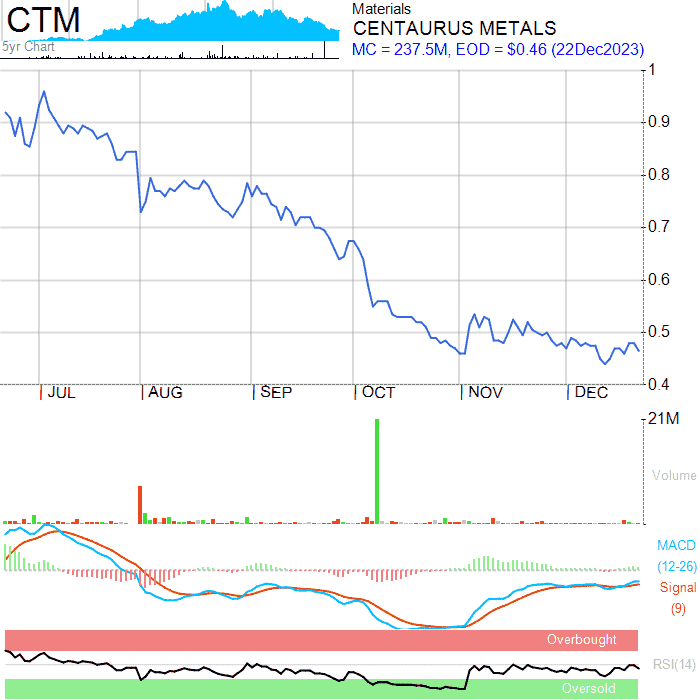 CTM
5yr Chart
Materials
CENTAURUS METALS
MC = 237.5M, EOD = $0.46 (22Dec2023)
1
0.9
0.8
0.7
0.6
0.5
0.4
JUL AUG SEP OCT NOV DEC
21M
Volume
MACD
(12-26)
Signal
(9)
Overbought
RSI(14)
Oversold